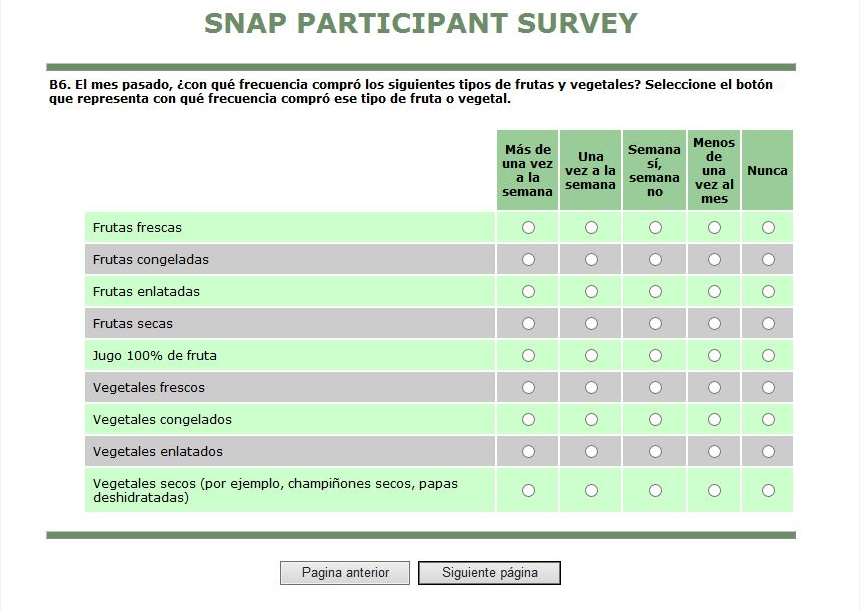 SNAP PARTICIPANT SURVEY
B6. El mes pasado, ¿con qué frecuencia compró los siguientes tipos de frutas y vegetales? Seleccione el botón
que representa con qué frecuencia compró ese tipo de fruta o vegetal.
Más de
una vez
a la
semana
Una
vez a la
semana
Semana
sí,
semana
no
Menos
de
una
vez al
mes
Nunca
Frutas frescas
Frutas congeladas
Frutas enlatadas
Frutas secas
Jugo 100% de fruta
Vegetales frescos
Vegetales congelados
Vegetales enlatados
Vegetales secos (por ejemplo, champiñones secos, papas
deshidratadas)
Pagina anterior
Siguiente página